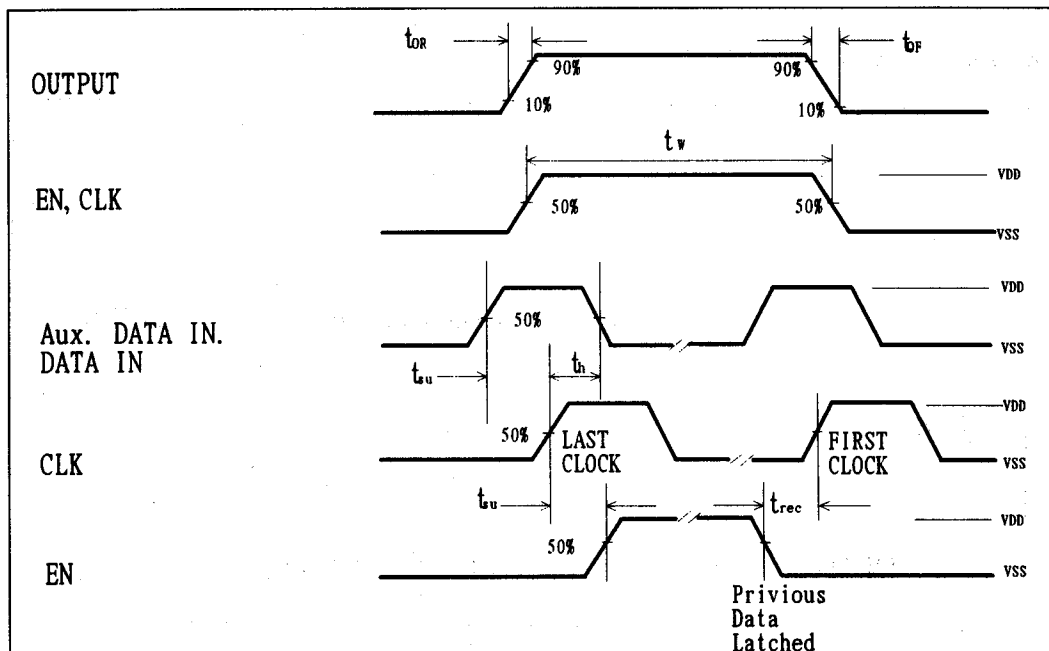 tOR
tOF
OUTPUT
90%
90%
10%
10%
tW
EN, CLK
50%
50%
VDD
VSS
Aux. DATA IN.
DATA IN
50%
VDD
VSS
tsu
th
CLK
50%
LAST
CLOCK
FIRST
CLOCK
VDD
VSS
tsu
trec
EN
50%
VDD
VSS
Privious
Data
Latched